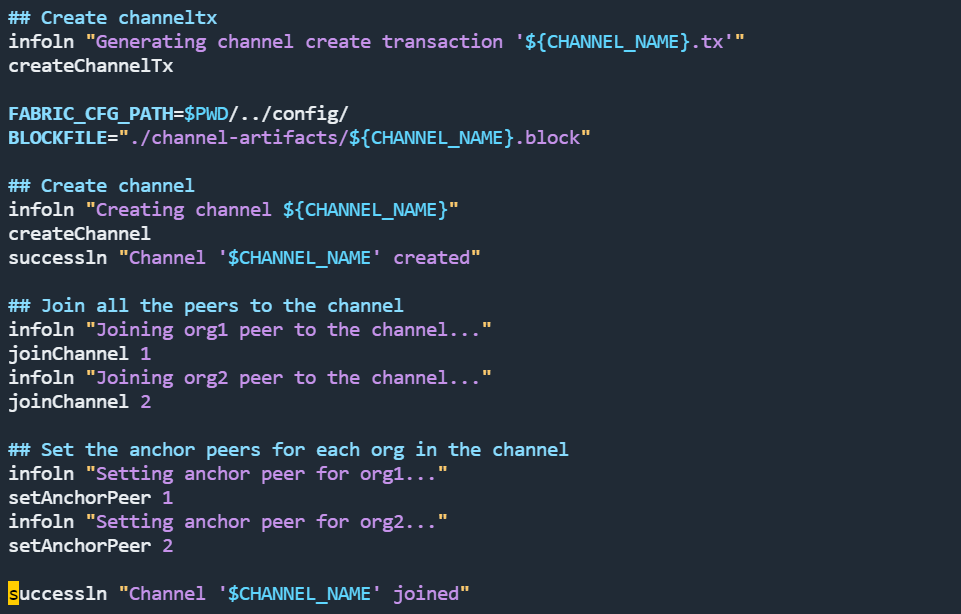 ## Create channeltx
infoln "Generating channel create transaction '${CHANNEL_NAME}.tx'"
createChannelTx
FABRIC_CFG_PATH=$PWD/../config/
BLOCKFILE="./channel-artifacts/${CHANNEL_NAME}.block"
## Create channel
infoln "Creating channel ${CHANNEL_NAME}"
createChannel
successln "Channel '$CHANNEL_NAME' created"
## Join all the peers to the channel
infoln "Joining org1 peer to the channel..."
joinChannel 1
infoln "Joining org2 peer to the channel..."
joinChannel 2
## Set the anchor peers for each org in the channel
infoln "Setting anchor peer for org1..."
setAnchorPeer 1
infoln "Setting anchor peer for org2..."
setAnchorPeer 2
successln "Channel '$CHANNEL_NAME' joined"